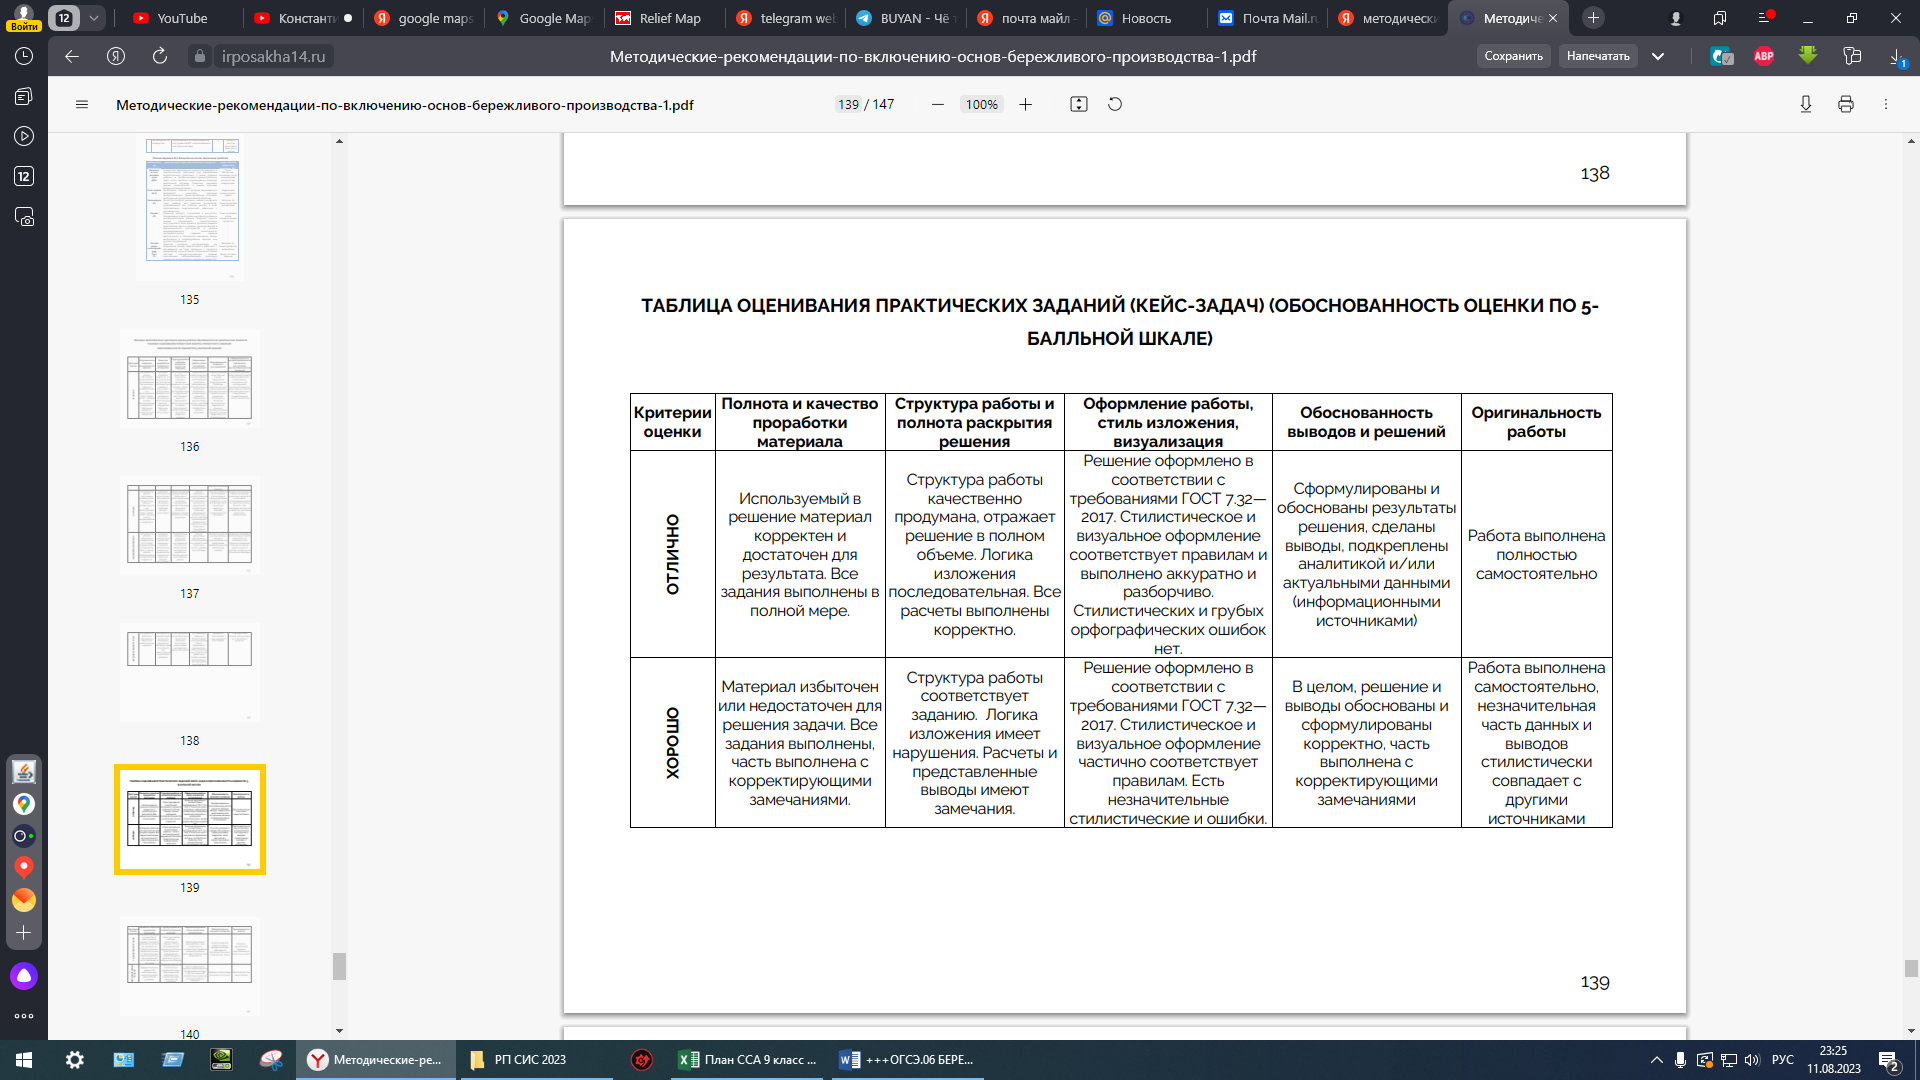 Войти
12
YouTube
Константи
google maps
Google Map
Relief Map
telegram web
BUYAN - Чё т
почта майл -
Новость
Почта Mail.ru
методически
Методиче
irposakha14.ru
Методические-рекомендации-по-включению-основ-бережливого-производства-1.pdf
Сохранить
Напечатать
ABP
1
Методические-рекомендации-по-включению-основ-бережливого-производства-1.pdf
139 / 147
100%
12
135
136
137
138
139
140
138
ТАБЛИЦА ОЦЕНИВАНИЯ ПРАКТИЧЕСКИХ ЗАДАНИЙ (КЕЙС-ЗАДАЧ) (ОБОСНОВАННОСТЬ ОЦЕНКИ ПО 5-
БАЛЛЬНОЙ ШКАЛЕ)
Критерии
оценки
Полнота и качество
проработки
материала
Структура работы и
полнота раскрытия
решения
Оформление работы,
стиль изложения,
визуализация
Обоснованность
выводов и решений
Оригинальность
работы
ОТЛИЧНО
Используемый в
решение материал
корректен и
достаточен для
результата. Все
задания выполнены в
полной мере.
Структура работы
качественно
продумана, отражает
решение в полном
объеме. Логика
изложения
последовательная. Все
расчеты выполнены
корректно.
Решение оформлено в
соответствии с
требованиями ГОСТ 7.32—
2017. Стилистическое и
визуальное оформление
соответствует правилам и
выполнено аккуратно и
разборчиво.
Стилистических и грубых
орфографических ошибок
нет.
Сформулированы и
обоснованы результаты
решения, сделаны
выводы, подкреплены
аналитикой и/или
актуальными данными
(информационными
источниками)
Работа выполнена
полностью
самостоятельно
ХОРОШО
Материал избыточен
или недостаточен для
решения задачи. Все
задания выполнены,
часть выполнена с
корректирующими
замечаниями.
Структура работы
соответствует
заданию. Логика
изложения имеет
нарушения. Расчеты и
представленные
выводы имеют
замечания.
Решение оформлено в
соответствии с
требованиями ГОСТ 7.32—
2017. Стилистическое и
визуальное оформление
частично соответствует
правилам. Есть
незначительные
стилистические и ошибки.
В целом, решение и
выводы обоснованы и
сформулированы
корректно, часть
выполнена с
корректирующими
замечаниями
Работа выполнена
самостоятельно,
незначительная
часть данных и
выводов
стилистически
совпадает с
другими
источниками
139
Методические-ре...
РП СИС 2023
План ССА 9 класс ...
+++ОГСЭ.06 БЕРЕ...
РУС
23:25
11.08.2023
2